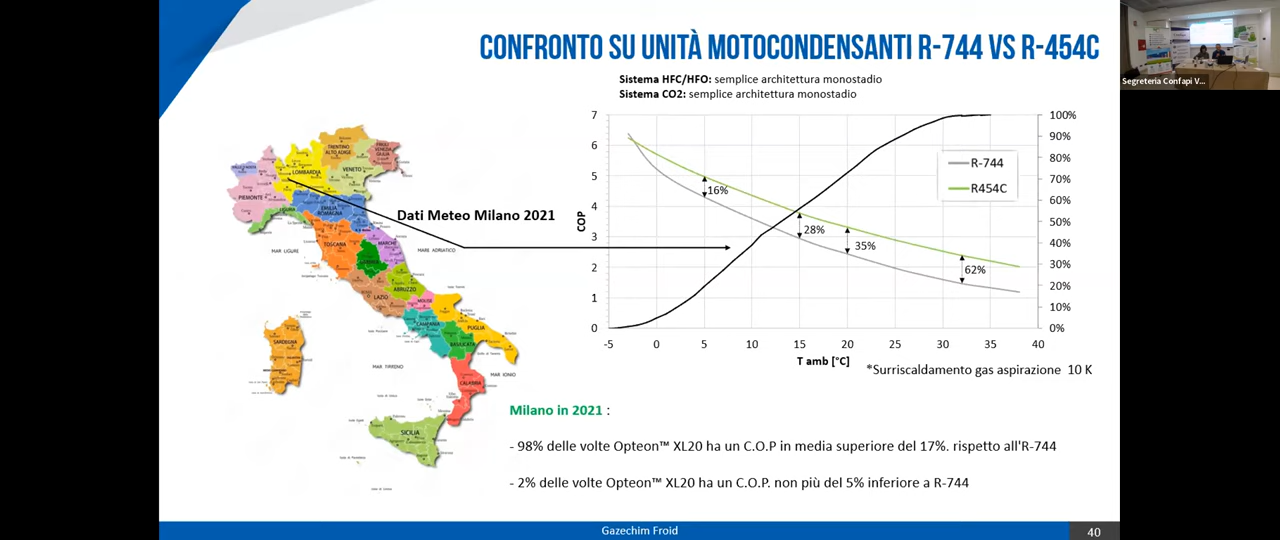 CONFRONTO SU UNITÀ MOTOCONDENSANTI R-744 VS R-454C
Segreteria Confapi V...
Sistema HFC/HFO: semplice architettura monostadio
Sistema CO2: semplice architettura monostadio
TRENTINO
ALTO ADIGE
FRIULI
VENEZIA
GIULIA
LOMBARDIA
VENETO
PIEMONTE
EMILIA
ROMAGNA
LIGURIA
TOSCANA
MARCHE
MAR LIGURE
MARE ADRIATICO
LAZIO
ABRUZZO
MOLISE
CAMPANIA
PUGLIA
BASILICATA
SARDEGNA
MAR TIRRENO
MAR IONIO
CALABRIA
SICILIA
Dati Meteo Milano 2021
COP
7
6
5
4
3
2
1
0
100%
90%
80%
70%
60%
50%
40%
30%
20%
10%
0%
R-744
R454C
16%
28%
35%
62%
-5 0 5 10 15 20 25 30 35 40
T amb [°C]
*Surriscaldamento gas aspirazione 10 K
Milano in 2021 :
- 98% delle volte Opteon™ XL20 ha un C.O.P in media superiore del 17%. rispetto all'R-744
- 2% delle volte Opteon™ XL20 ha un C.O.P. non più del 5% inferiore a R-744
Gazechim Froid
40